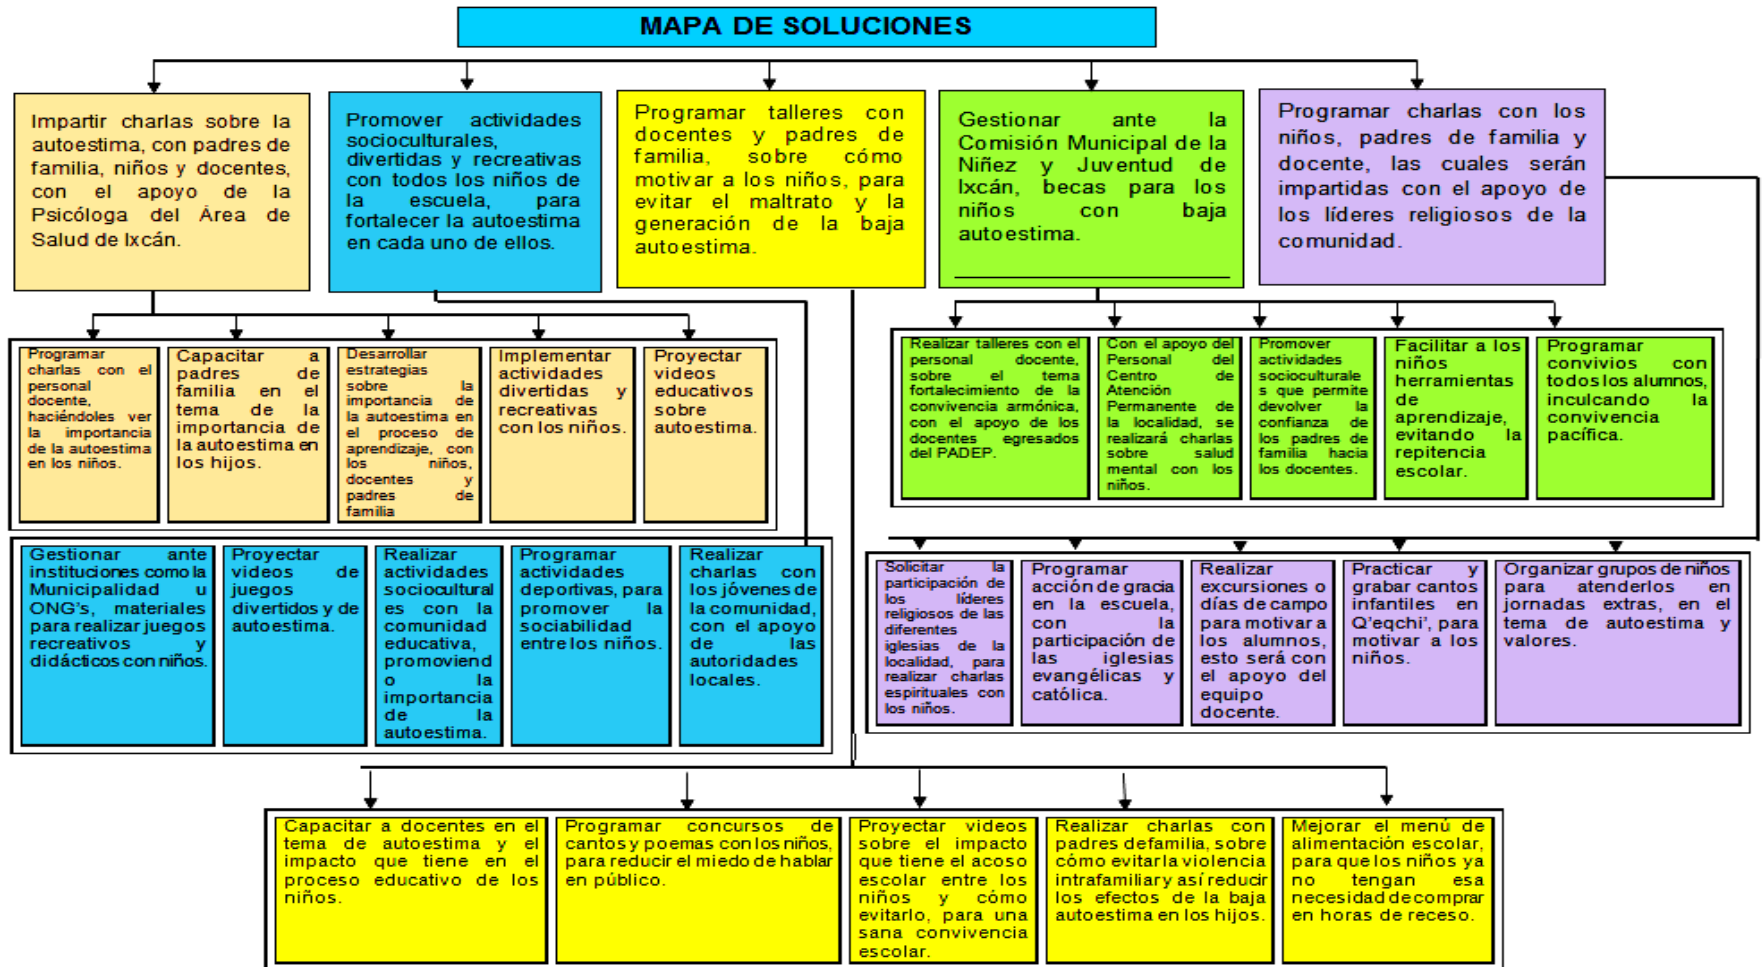 MAPA DE SOLUCIONES
Impartir charlas sobre la
autoestima, con padres de
familia, niños y docentes,
con el apoyo de la
Psicóloga del Área de
Salud de Ixcán.
Promover actividades
socioculturales,
divertidas y recreativas
con todos los niños de
la escuela, para
fortalecer la autoestima
en cada uno de ellos.
Programar talleres con
docentes y padres de
familia, sobre cómo
motivar a los niños, para
evitar el maltrato y la
generación de la baja
autoestima.
Gestionar ante la
Comisión Municipal de la
Niñez y Juventud de
Ixcán, becas para los
niños con baja
autoestima.
Programar charlas con los
niños, padres de familia y
docente, las cuales serán
impartidas con el apoyo de
los líderes religiosos de la
comunidad.
Programar
charlas con el
personal
docente,
haciéndoles ver
la importancia
de la autoestima
en los niños.
Capacitar a
padres de
familia en el
tema de la
importancia de
la autoestima en
los hijos.
Desarrollar
estrategias
sobre la
importancia de
la autoestima en
el proceso de
aprendizaje, con
los niños,
docentes y
padres de
familia
Implementar
actividades
divertidas y
recreativas
con los niños.
Proyectar
videos
educativos
sobre
autoestima.
Realizar talleres con el
personal docente,
sobre el tema
fortalecimiento de la
convivencia armónica,
con el apoyo de los
docentes egresados
del PADEP.
Con el apoyo del
Personal del
Centro de
Atención
Permanente de
la localidad, se
realizará charlas
sobre salud
mental con los
niños.
Promover
actividades
socioculturale
s que permite
devolver la
confianza de
los padres de
familia hacia
los docentes.
Facilitar a los
niños
herramientas
de
aprendizaje,
evitando la
repitencia
escolar.
Programar
convivios con
todos los alumnos,
inculcando la
convivencia
pacífica.
Gestionar ante
instituciones como la
Municipalidad u
ONG's, materiales
para realizar juegos
recreativos y
didácticos con niños.
Proyectar
videos de
juegos
divertidos y de
autoestima.
Realizar
actividades
sociocultural
es con la
comunidad
educativa,
promoviend
o la
importancia
de la
autoestima.
Programar
actividades
deportivas, para
promover la
sociabilidad
entre los niños.
Realizar
charlas con
los jóvenes de
la comunidad,
con el apoyo
de las
autoridades
locales.
Solicitar la
participación de
los líderes
religiosos de las
diferentes
iglesias de la
localidad, para
realizar charlas
espirituales con
los niños.
Programar
acción de gracia
en la escuela,
con la
participación de
las iglesias
evangélicas y
católica.
Realizar
excursiones o
días de campo
para motivar a
los alumnos,
esto será con
el apoyo del
equipo
docente.
Practicar y
grabar cantos
infantiles en
Q'eqchi', para
motivar a los
niños.
Organizar grupos de niños
para atenderlos en
jornadas extras, en el
tema de autoestima y
valores.
Capacitar a docentes en el
tema de autoestima y el
impacto que tiene en el
proceso educativo de los
niños.
Programar concursos de
cantos y poemas con los niños,
para reducir el miedo de hablar
en público.
Proyectar videos
sobre el impacto
que tiene el acoso
escolar entre los
niños y cómo
evitarlo, para una
sana convivencia
escolar.
Realizar charlas con
padres defamilia, sobre
cómo evitar la violencia
intrafamiliar y así reducir
los efectos de la baja
autoestima en los hijos.
Mejorar el menú de
alimentación escolar,
para que los niños ya
no tengan esa
necesidad de comprar
en horas de receso.